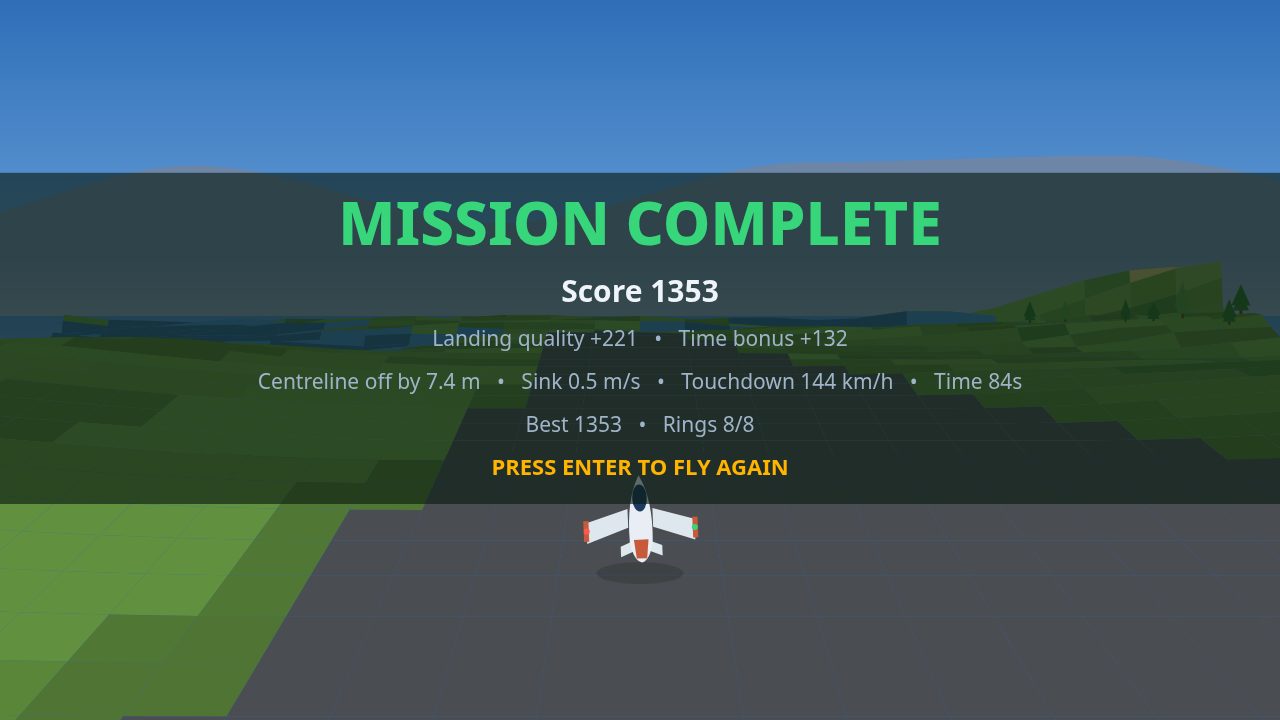 MISSION COMPLETE
Score 1353
Landing quality +221 • Time bonus +132
Centreline off by 7.4 m • Sink 0.5 m/s • Touchdown 144 km/h • Time 84s
Best 1353 • Rings 8/8
PRESS ENTER TO FLY AGAIN